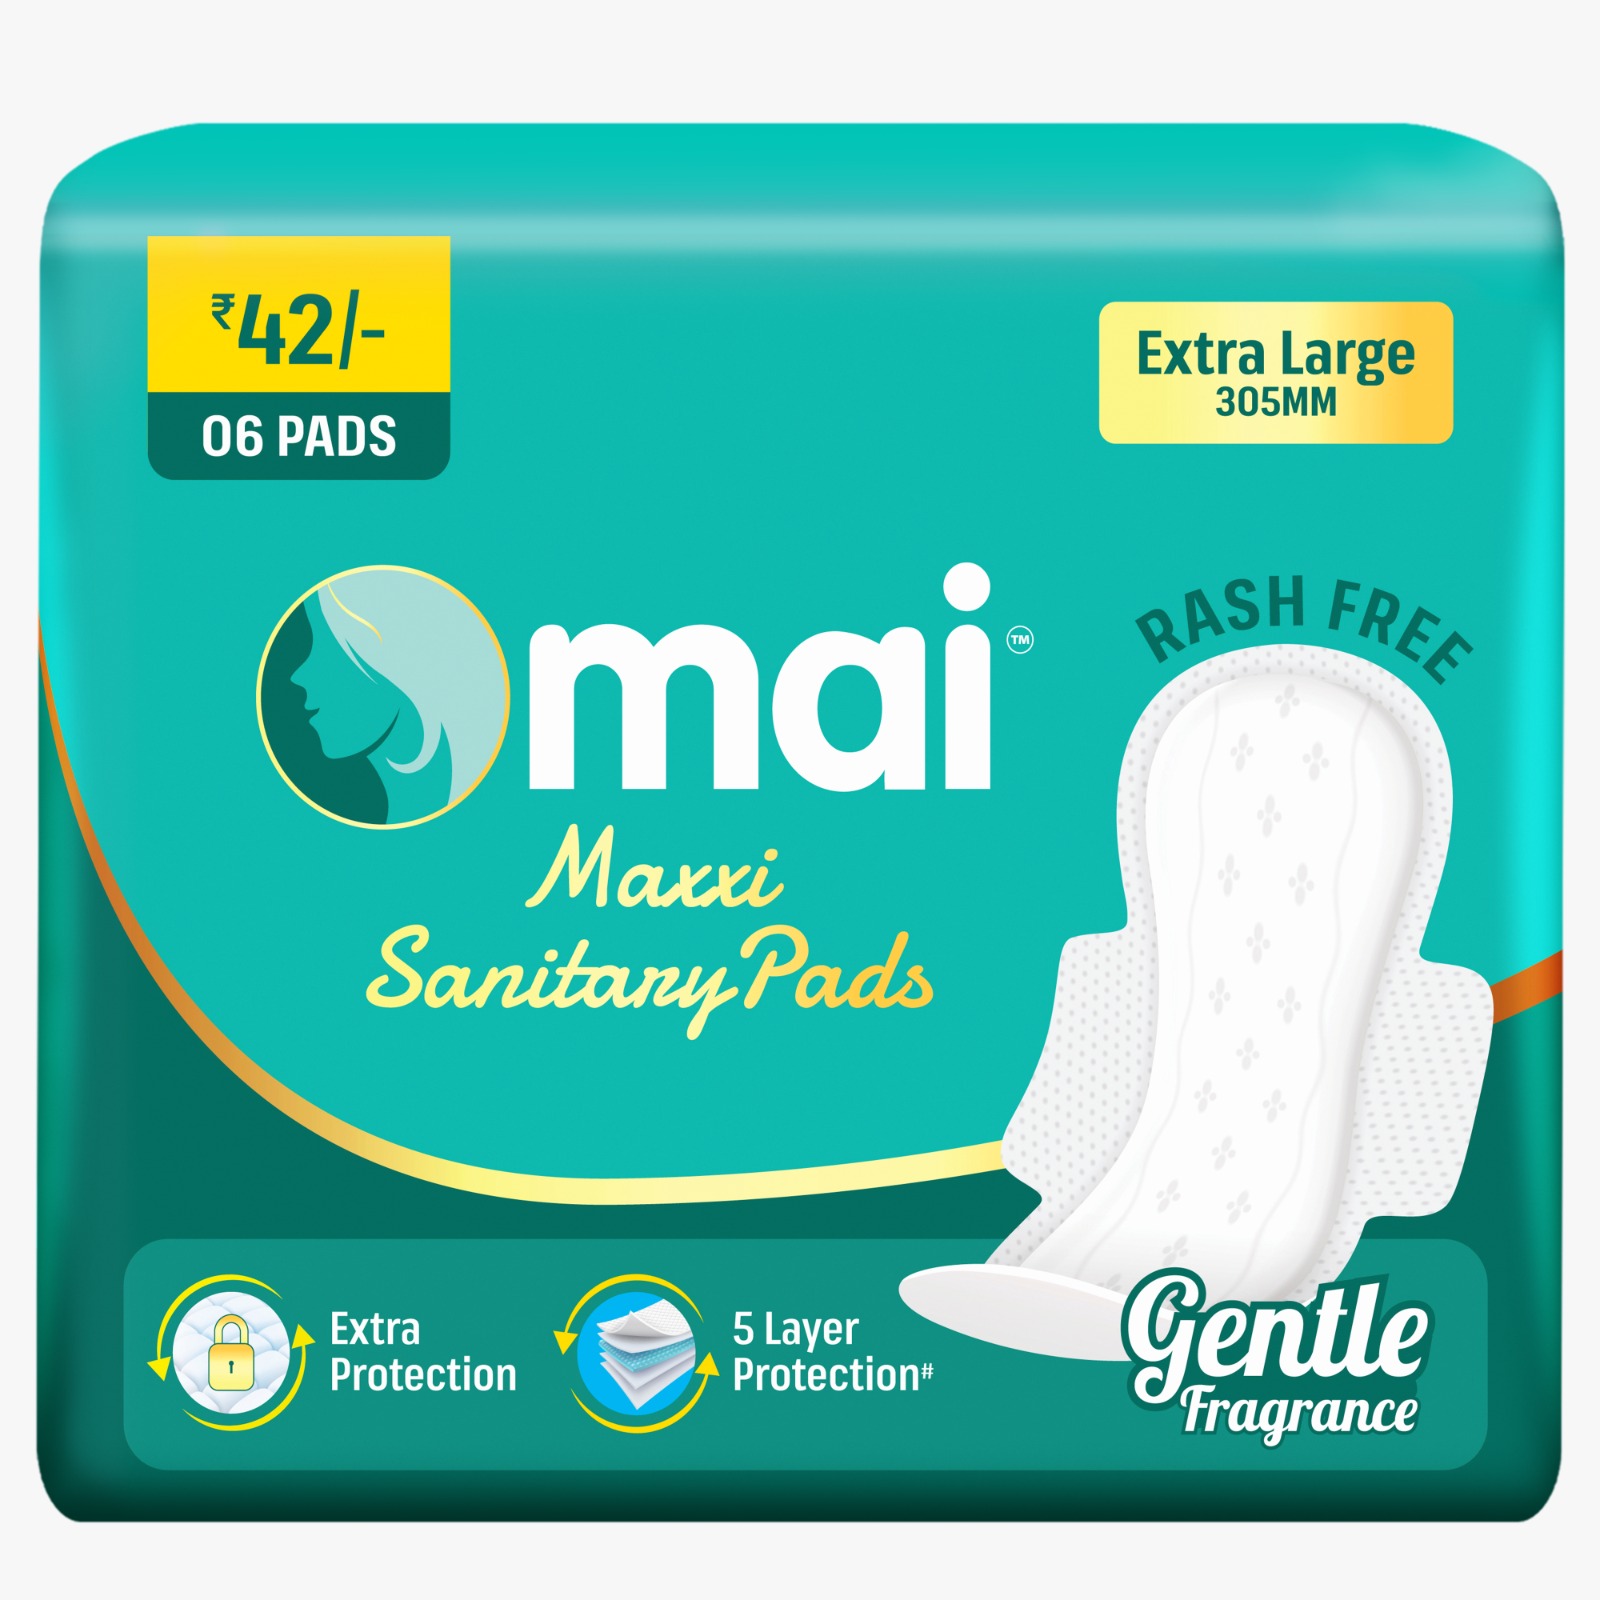 ₹42/-
06 PADS
Extra Large
305MM
mai™
Maxxi
Sanitary Pads
RASH FREE
Extra
Protection
5 Layer
Protection#
Gentle
Fragrance